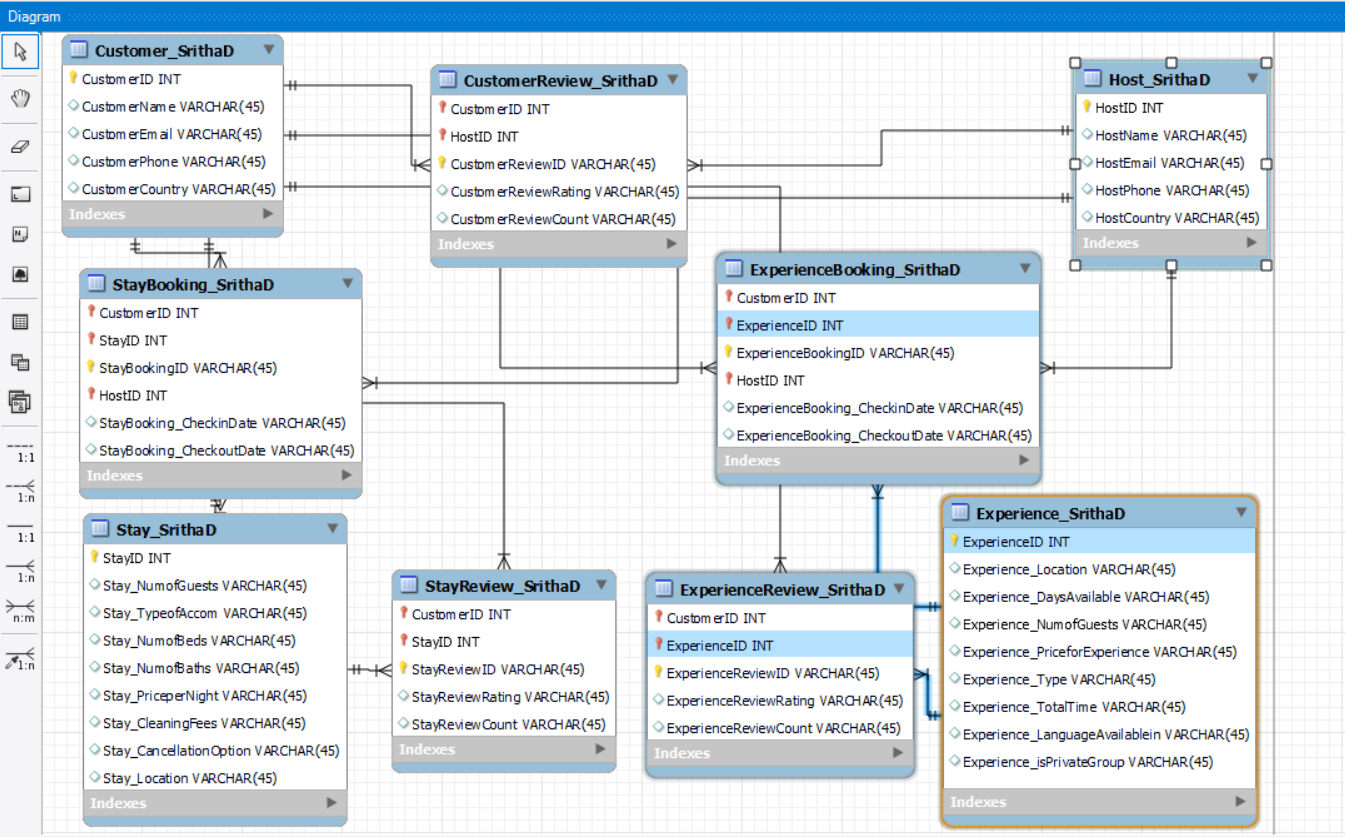 Diagram
Customer_SrithaD
CustomerID INT
CustomerName VARCHAR(45)
CustomerEmail VARCHAR(45)
CustomerPhone VARCHAR(45)
CustomerCountry VARCHAR(45)
Indexes
CustomerReview_SrithaD
CustomerID INT
HostID INT
CustomerReviewID VARCHAR(45)
CustomerReviewRating VARCHAR(45)
CustomerReviewCount VARCHAR(45)
Indexes
Host_SrithaD
HostID INT
HostName VARCHAR(45)
HostEmail VARCHAR(45)
HostPhone VARCHAR(45)
HostCountry VARCHAR(45)
Indexes
StayBooking_SrithaD
CustomerID INT
StayID INT
StayBookingID VARCHAR(45)
HostID INT
StayBooking_CheckinDate VARCHAR(45)
StayBooking_CheckoutDate VARCHAR(45)
Indexes
ExperienceBooking_SrithaD
CustomerID INT
ExperienceID INT
ExperienceBookingID VARCHAR(45)
HostID INT
ExperienceBooking_CheckinDate VARCHAR(45)
ExperienceBooking_CheckoutDate VARCHAR(45)
Indexes
Stay_SrithaD
StayID INT
Stay_NumofGuests VARCHAR(45)
Stay_TypeofAccom VARCHAR(45)
Stay_NumofBeds VARCHAR(45)
Stay_NumofBaths VARCHAR(45)
Stay_PriceperNight VARCHAR(45)
Stay_CleaningFees VARCHAR(45)
Stay_CancellationOption VARCHAR(45)
Stay_Location VARCHAR(45)
Indexes
StayReview_SrithaD
CustomerID INT
StayID INT
StayReviewID VARCHAR(45)
StayReviewRating VARCHAR(45)
StayReviewCount VARCHAR(45)
Indexes
ExperienceReview_SrithaD
CustomerID INT
ExperienceID INT
ExperienceReviewID VARCHAR(45)
ExperienceReviewRating VARCHAR(45)
ExperienceReviewCount VARCHAR(45)
Indexes
Experience_SrithaD
ExperienceID INT
Experience_Location VARCHAR(45)
Experience_DaysAvailable VARCHAR(45)
Experience_NumofGuests VARCHAR(45)
Experience_PriceforExperience VARCHAR(45)
Experience_Type VARCHAR(45)
Experience_TotalTime VARCHAR(45)
Experience_LanguageAvailablein VARCHAR(45)
Experience_isPrivateGroup VARCHAR(45)
Indexes
1:1
1:n
1:1
1:n
n:m
1:n